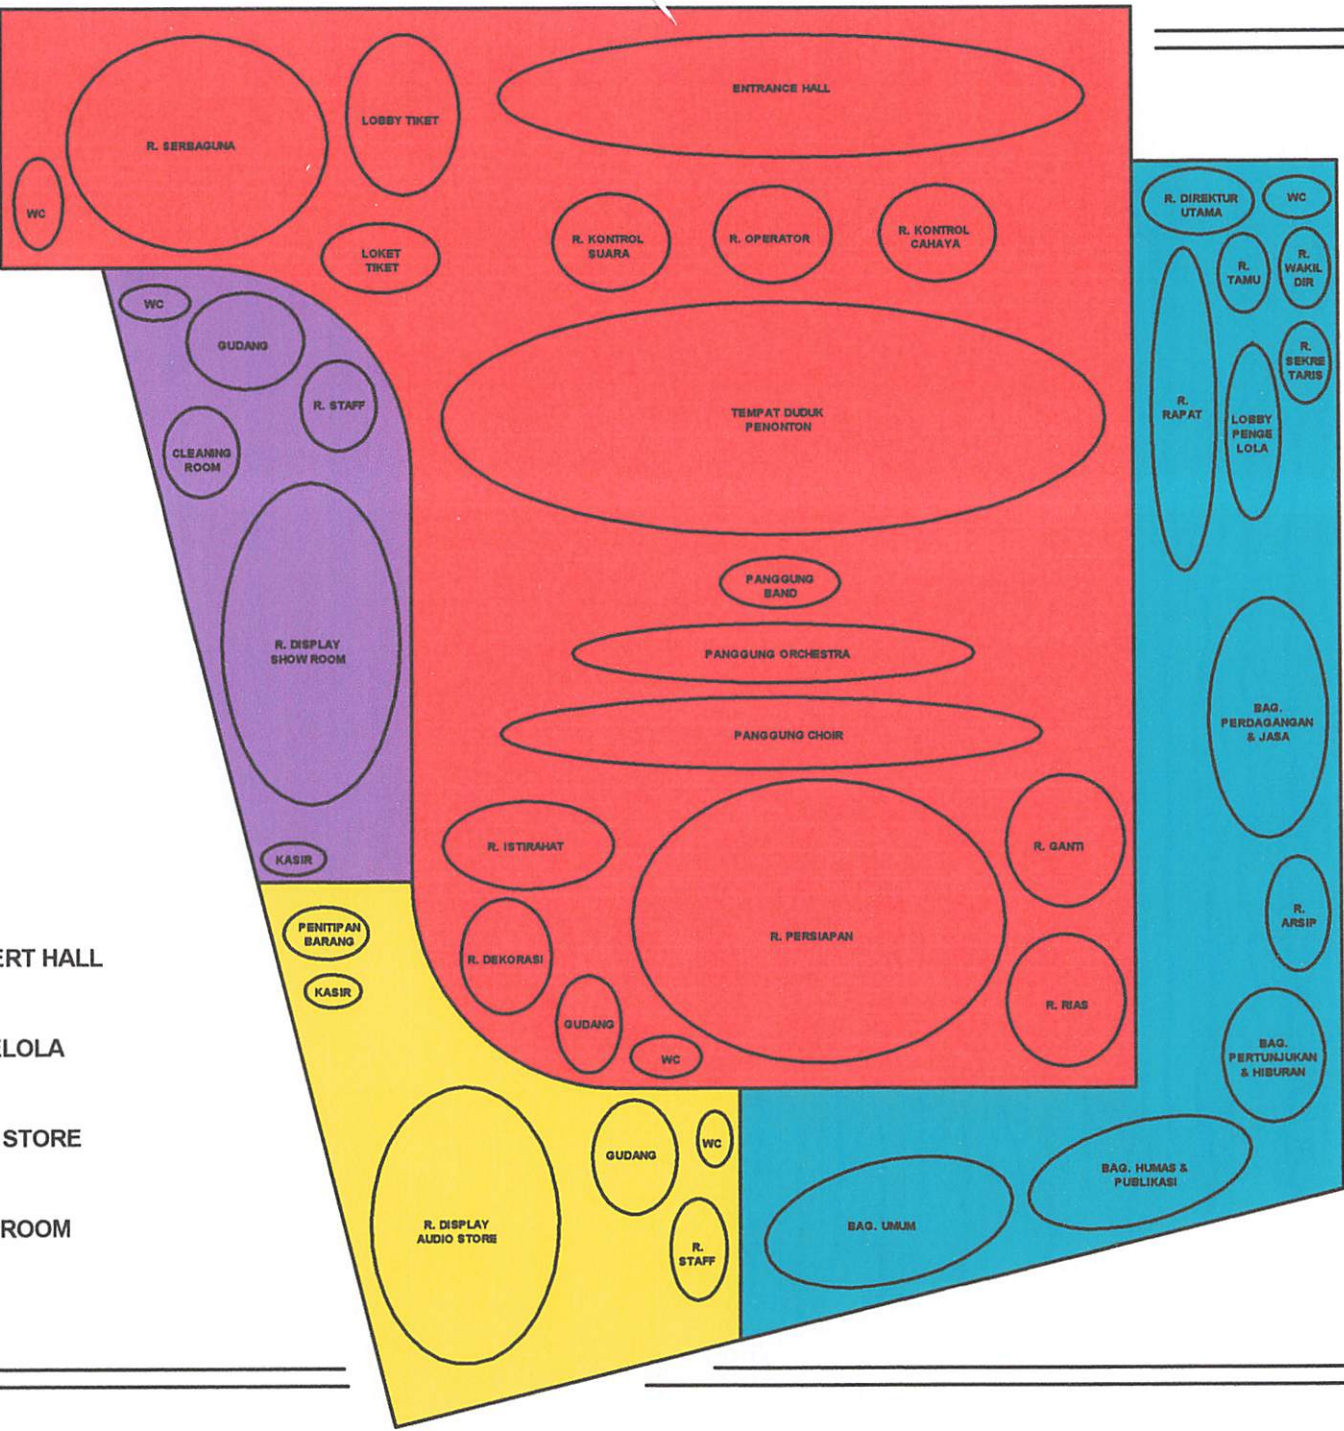 ENTRANCE HALL
LOBBY TIKET
R. SERBAGUNA
WC
LOKET
TIKET
R. KONTROL
SUARA
R. OPERATOR
R. KONTROL
CAHAYA
TEMPAT DUDUK
PENONTON
PANGGUNG
BAND
PANGGUNG ORCHESTRA
PANGGUNG CHOIR
R. ISTIRAHAT
R. GANTI
R. PERSIAPAN
R. DEKORASI
R. RIAS
GUDANG
WC
WC
GUDANG
R. STAFF
CLEANING
ROOM
R. DISPLAY
SHOW ROOM
KASIR
PENITIPAN
BARANG
KASIR
GUDANG
WC
R. DISPLAY
AUDIO STORE
R.
STAFF
R. DIREKTUR
UTAMA
WC
R.
TAMU
R.
WAKIL
DIR
R.
SEKRE
TARIS
R.
RAPAT
LOBBY
PENGE
LOLA
BAG.
PERDAGANGAN
& JASA
R.
ARSIP
BAG.
PERTUNJUKAN
& HIBURAN
BAG. HUMAS &
PUBLIKASI
BAG. UMUM
ERT HALL
ELOLA
STORE
ROOM